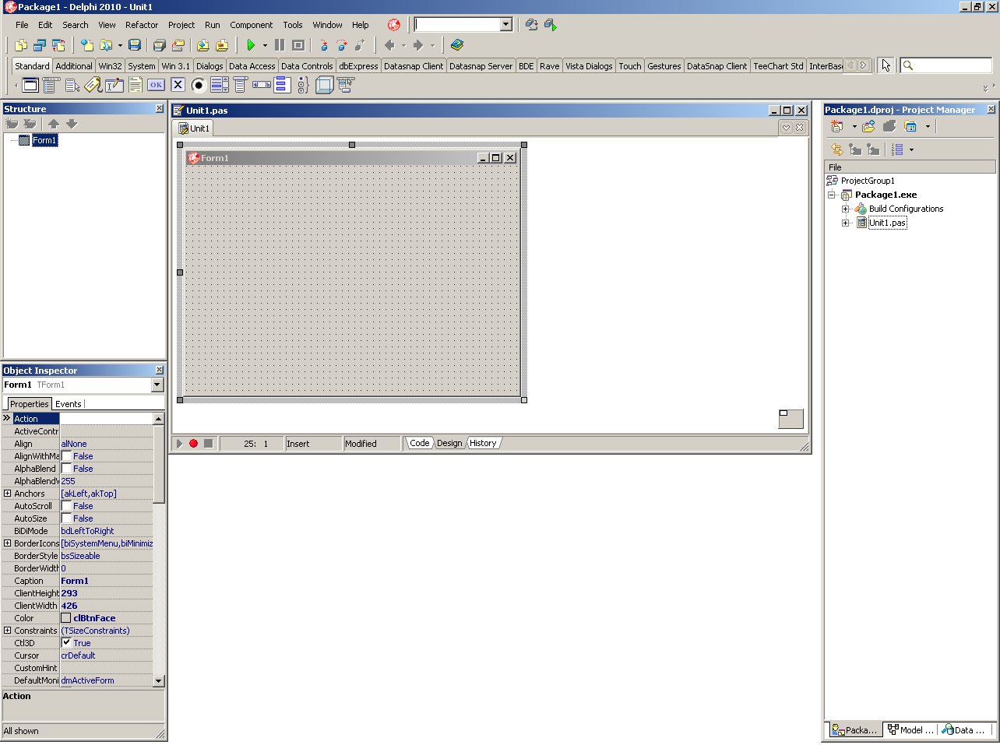 Package1 - Delphi 2010 - Unit1
File Edit Search View Refactor Project Run Component Tools Window Help
Standard Additional Win32 System Win 3.1 Dialogs Data Access Data Controls dbExpress Datasnap Client Datasnap Server BDE Rave Vista Dialogs Touch Gestures DataSnap Client TeeChart Std InterBas
OK
Structure
Form1
Object Inspector
Form1 TForm1
Properties Events
Action
ActiveContr
Align alNone
AlignWithMa False
AlphaBlend False
AlphaBlendV 255
Anchors [akLeft,akTop]
AutoScroll False
AutoSize False
BiDiMode bdLeftToRight
BorderIcons [biSystemMenu,biMinimiz
BorderStyle bsSizeable
BorderWidth 0
Caption Form1
ClientHeight 293
ClientWidth 426
Color clBtnFace
Constraints (TSizeConstraints)
Ctl3D True
Cursor crDefault
CustomHint
DefaultMoni dmActiveForm
Action
All shown
Unit1.pas
Unit1
Form1
25: 1 Insert Modified Code Design History
Package1.dproj - Project Manager
File
ProjectGroup1
Package1.exe
Build Configurations
Unit1.pas
Packa... Model ... Data ...